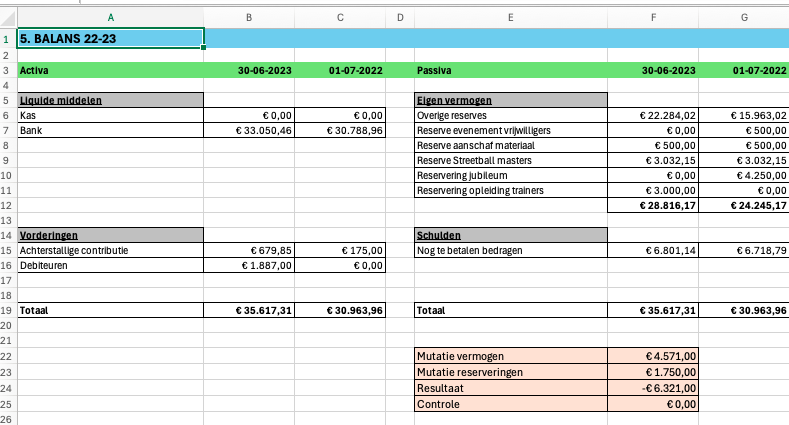 A B C D E F G
1 5. BALANS 22-23
2
3 Activa 30-06-2023 01-07-2022 Passiva 30-06-2023 01-07-2022
4
5 Liquide middelen Eigen vermogen
6 Kas € 0,00 € 0,00 Overige reserves € 22.284,02 € 15.963,02
7 Bank € 33.050,46 € 30.788,96 Reserve evenement vrijwilligers € 0,00 € 500,00
8 Reserve aanschaf materiaal € 500,00 € 500,00
9 Reserve Streetball masters € 3.032,15 € 3.032,15
10 Reservering jubileum € 0,00 € 4.250,00
11 Reservering opleiding trainers € 3.000,00 € 0,00
12 € 28.816,17 € 24.245,17
13
14 Vorderingen Schulden
15 Achterstallige contributie € 679,85 € 175,00 Nog te betalen bedragen € 6.801,14 € 6.718,79
16 Debiteuren € 1.887,00 € 0,00
17
18
19 Totaal € 35.617,31 € 30.963,96 Totaal € 35.617,31 € 30.963,96
20
21
22 Mutatie vermogen € 4.571,00
23 Mutatie reserveringen € 1.750,00
24 Resultaat -€ 6.321,00
25 Controle € 0,00
26